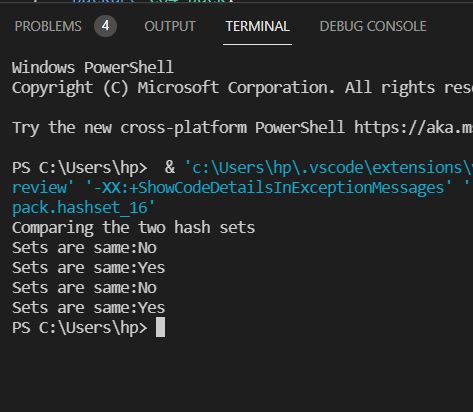 PROBLEMS 4 OUTPUT TERMINAL DEBUG CONSOLE
Windows PowerShell
Copyright (C) Microsoft Corporation. All rights rese
Try the new cross-platform PowerShell https://aka.ms
PS C:\Users\hp>  & 'c:\Users\hp\.vscode\extensions\
review' '-XX:+ShowCodeDetailsInExceptionMessages' '
pack.hashset_16'
Comparing the two hash sets
Sets are same:No
Sets are same:Yes
Sets are same:No
Sets are same:Yes
PS C:\Users\hp>